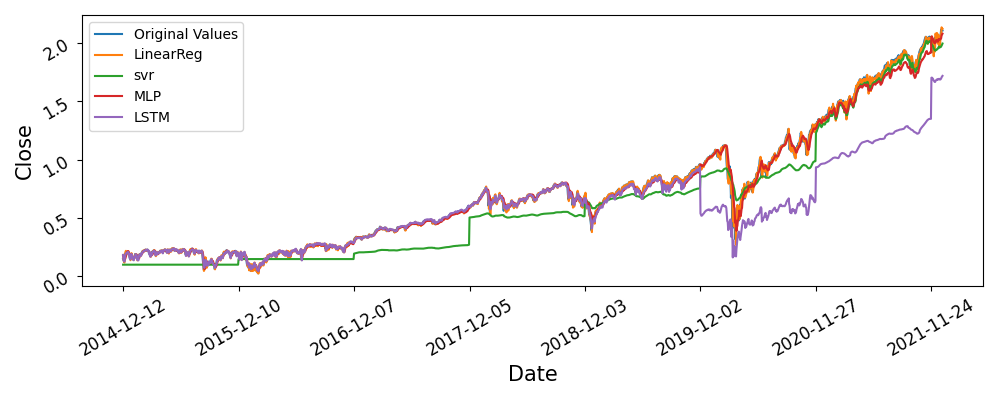 Original Values
LinearReg
svr
MLP
LSTM
Close
2.0
1.5
1.0
0.5
0.0
2014-12-12
2015-12-10
2016-12-07
2017-12-05
2018-12-03
2019-12-02
2020-11-27
2021-11-24
Date